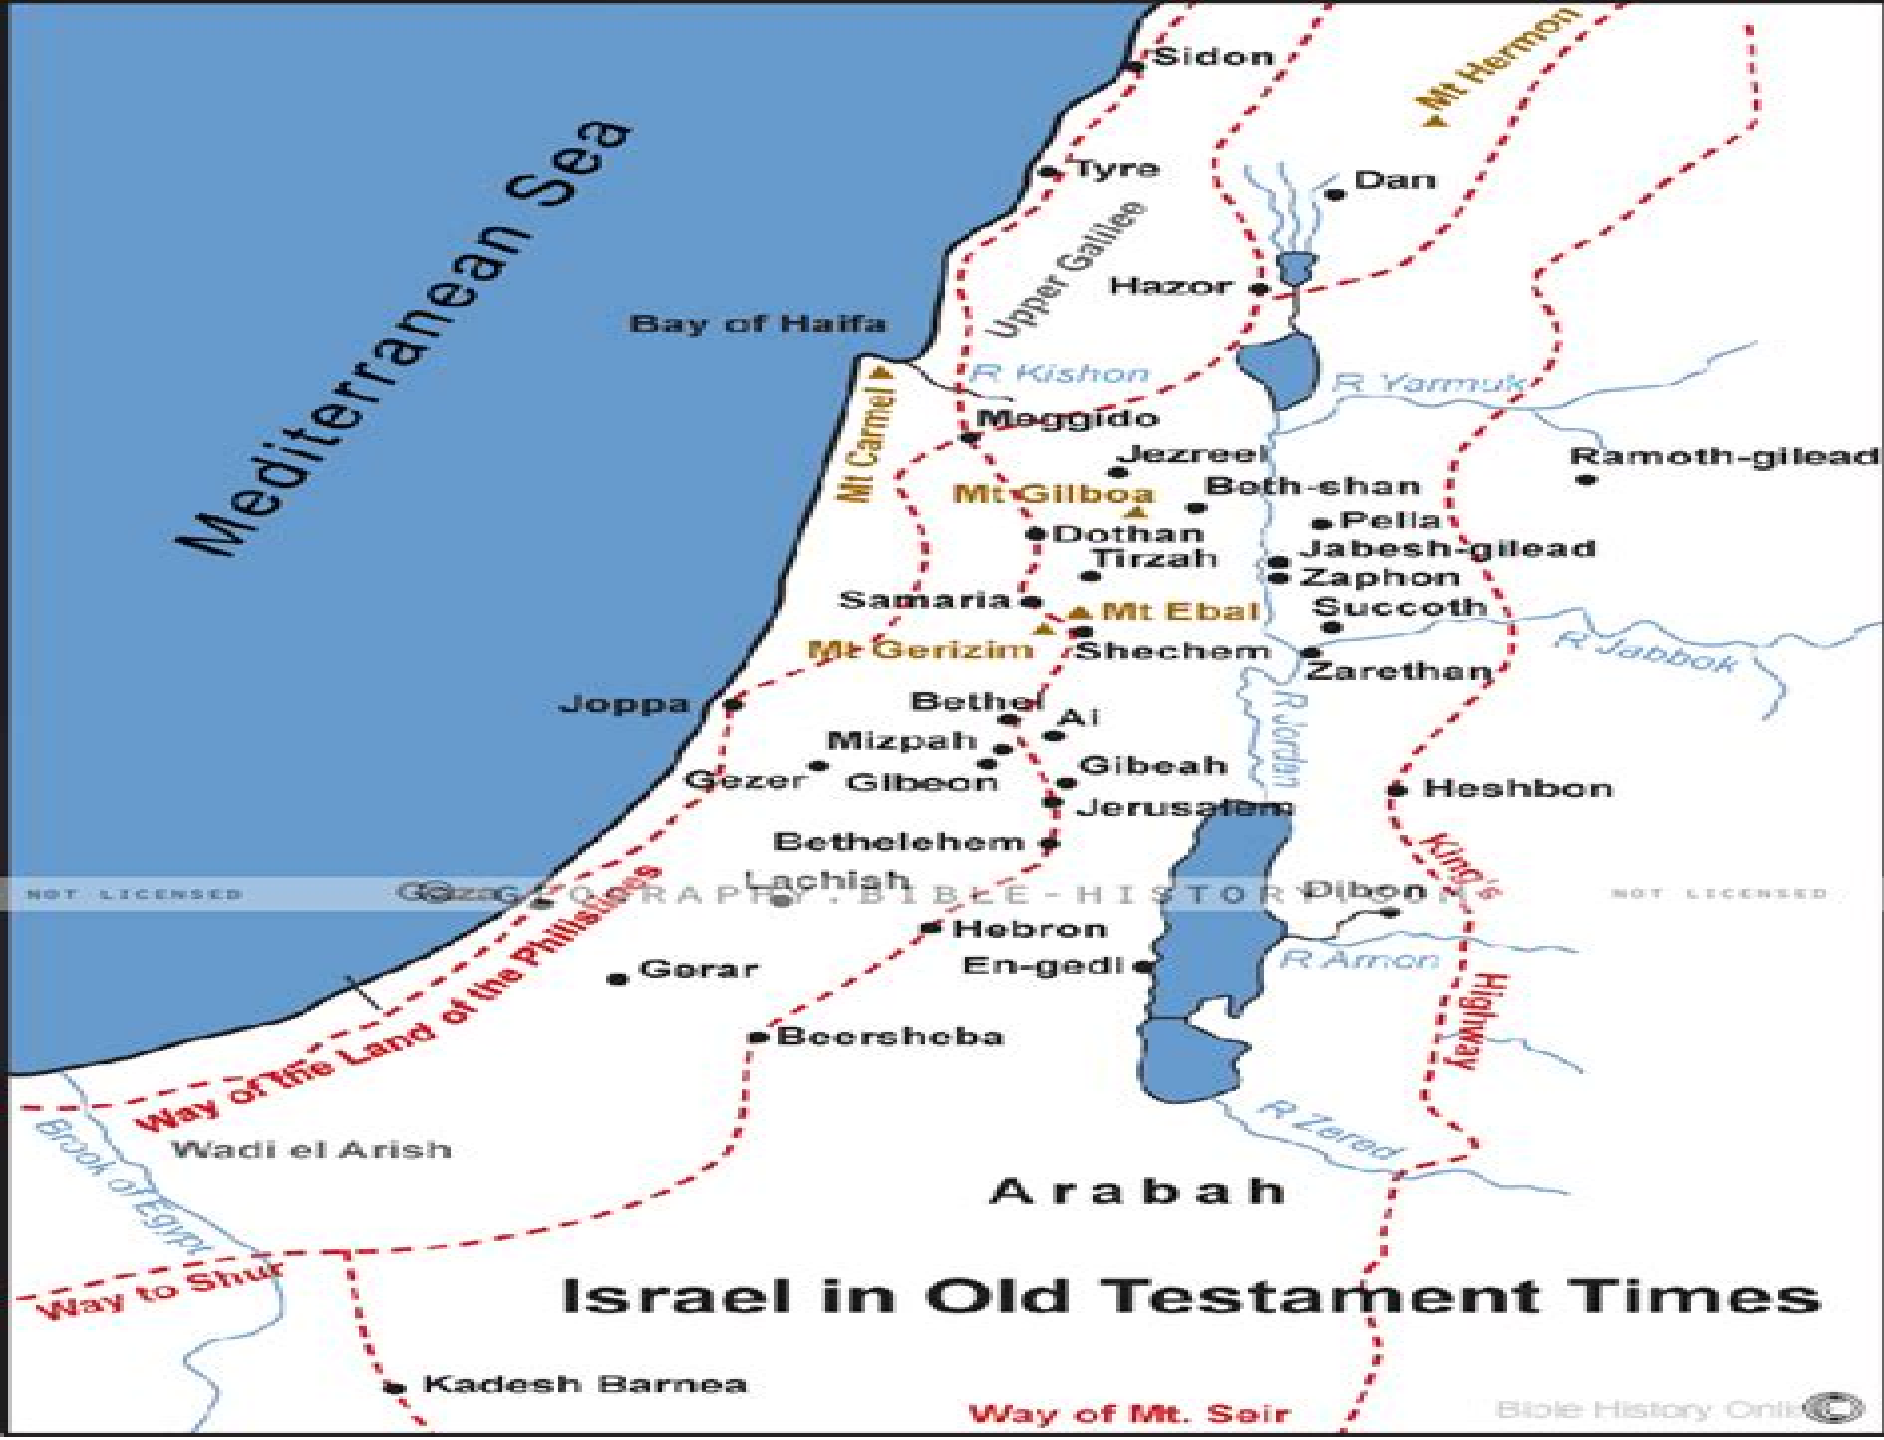 Sidon
Mt Hermon
Mediterranean Sea
Tyre
Dan
Upper Galilee
Hazor
Bay of Haifa
R Kishon
R Yarmuk
Mt Carmel
Meggido
Jezreel
Ramoth-gilead
Mt Gilboa
Beth-shan
Pella
Dothan
Jabesh-gilead
Tirzah
Zaphon
Samaria
Mt Ebal
Succoth
Mt Gerizim
Shechem
R Jabbok
Zarethan
Joppa
Bethel
Ai
R Jordan
Mizpah
Gezer
Gibeon
Gibeah
Heshbon
Jerusalem
Bethelehem
King's
Lachish
Gaza
Dibon
NOT LICENSED
GEOGRAPHY.BIBLE-HISTORY.COM
NOT LICENSED
Hebron
Gerar
En-gedi
R Arnon
Highway
Beersheba
Way of the Land of the Philistines
Brook of Egypt
Wadi el Arish
R Zered
Arabah
Way to Shur
Israel in Old Testament Times
Kadesh Barnea
Way of Mt. Seir
Bible History Online